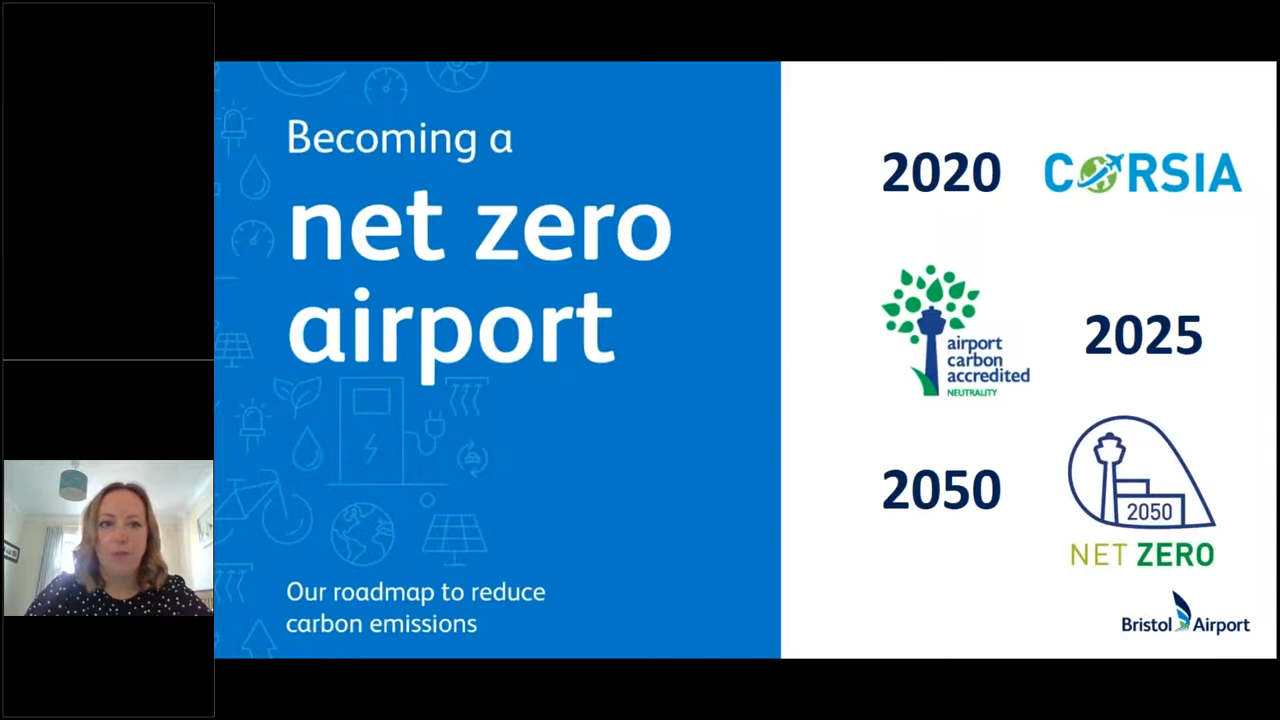 Becoming a
net zero
airport
Our roadmap to reduce
carbon emissions
2020 CORSIA
airport
carbon
accredited
NEUTRALITY
2025
2050
2050
NET ZERO
Bristol Airport